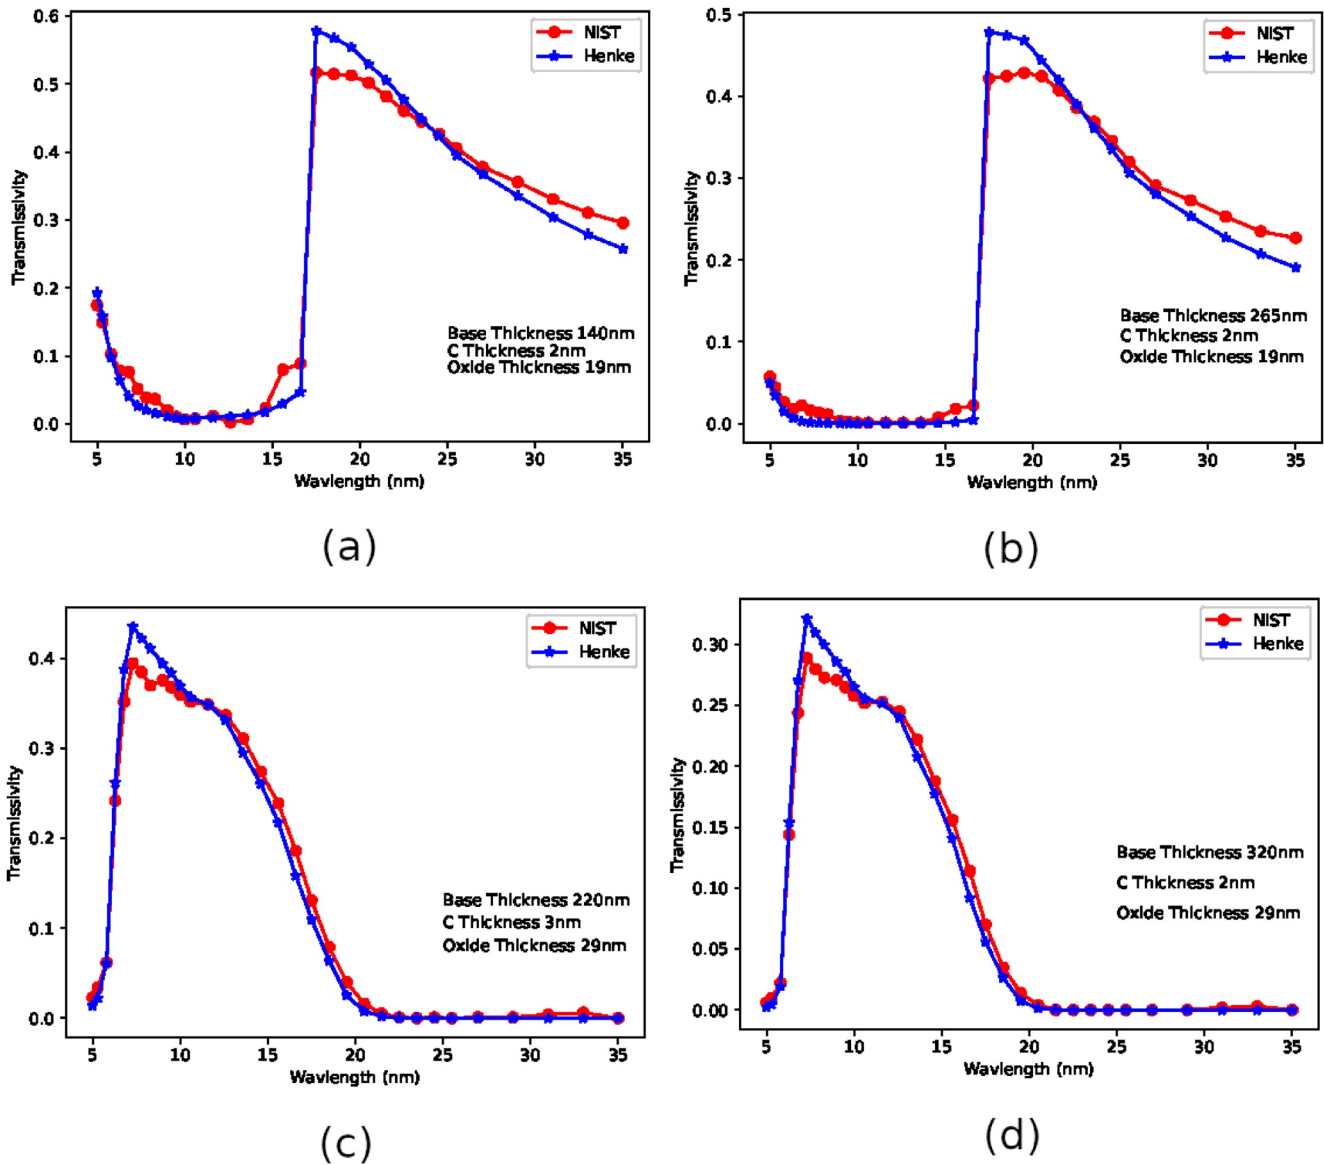 0.6
0.5
0.4
0.3
0.2
0.1
0.0
Transmissivity
NIST
Henke
Base Thickness 140nm
C Thickness 2nm
Oxide Thickness 19nm
5 10 15 20 25 30 35
Wavlength (nm)
(a)
0.5
0.4
0.3
0.2
0.1
0.0
Transmissivity
NIST
Henke
Base Thickness 265nm
C Thickness 2nm
Oxide Thickness 19nm
5 10 15 20 25 30 35
Wavlength (nm)
(b)
0.4
0.3
0.2
0.1
0.0
Transmissivity
NIST
Henke
Base Thickness 220nm
C Thickness 3nm
Oxide Thickness 29nm
5 10 15 20 25 30 35
Wavlength (nm)
(c)
0.30
0.25
0.20
0.15
0.10
0.05
0.00
Transmissivity
NIST
Henke
Base Thickness 320nm
C Thickness 2nm
Oxide Thickness 29nm
5 10 15 20 25 30 35
Wavlength (nm)
(d)